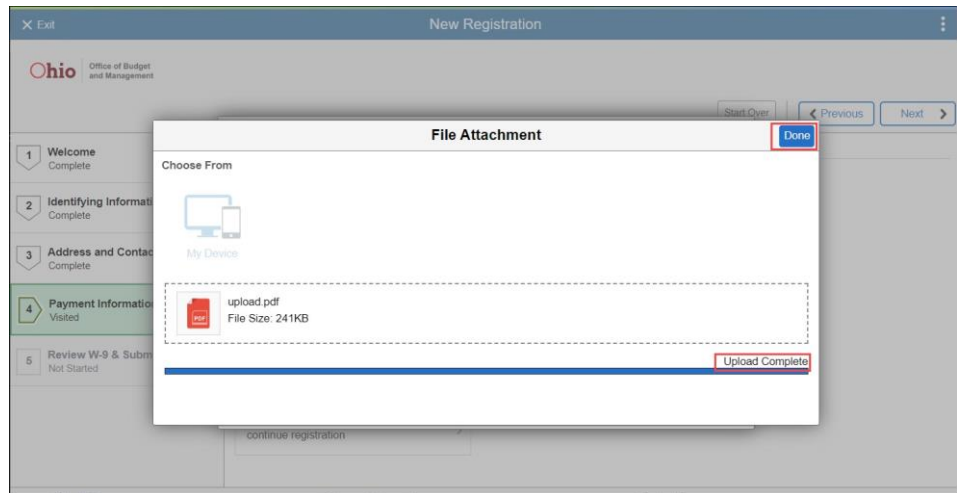 Exit
New Registration
Ohio
Office of Budget
and Management
Start Over
Previous
Next
1 Welcome
Complete
2 Identifying Informati
Complete
3 Address and Contac
Complete
4 Payment Informatio
Visited
5 Review W-9 & Subm
Not Started
File Attachment
Done
Choose From
My Device
PDF
upload.pdf
File Size: 241KB
Upload Complete
continue registration